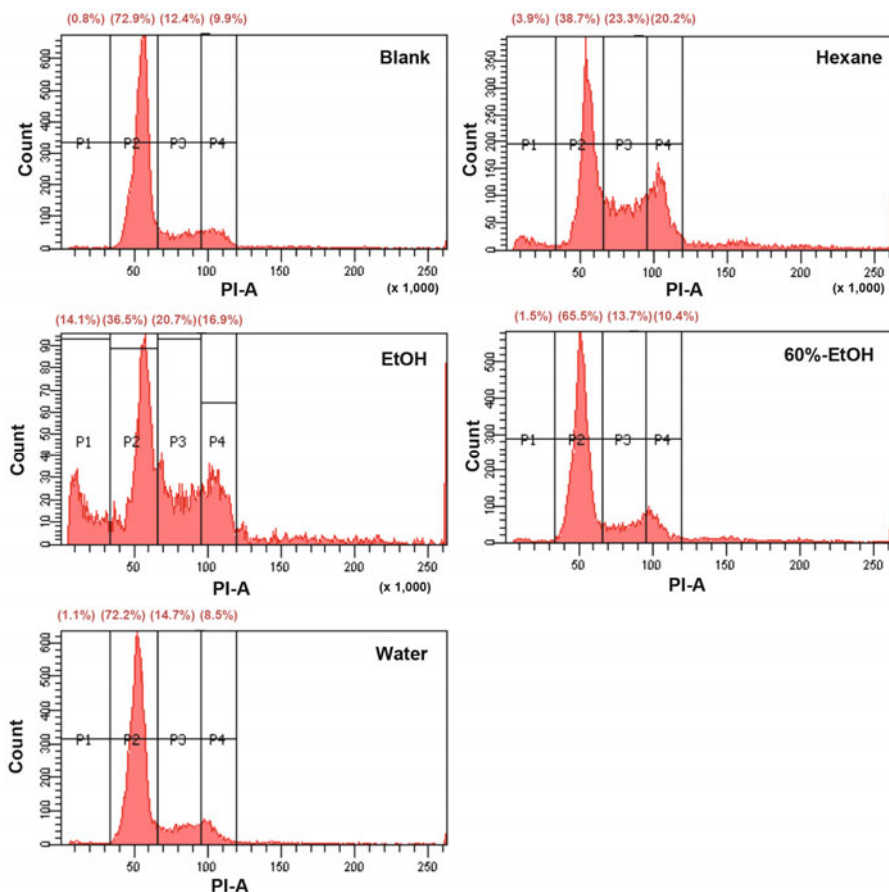 (0.8%) (72.9%) (12.4%) (9.9%)
Blank
Count
600
500
400
300
200
100
0
P1 P2 P3 P4
50 100 150 200 250
PI-A
(x 1,000)
(3.9%) (38.7%) (23.3%) (20.2%)
Hexane
Count
350
300
250
200
150
100
50
0
P1 P2 P3 P4
50 100 150 200 250
PI-A
(x 1,000)
(14.1%) (36.5%) (20.7%) (16.9%)
EtOH
Count
90
80
70
60
50
40
30
20
10
0
P1 P2 P3 P4
50 100 150 200 250
PI-A
(x 1,000)
(1.5%) (65.5%) (13.7%) (10.4%)
60%-EtOH
Count
500
400
300
200
100
0
P1 P2 P3 P4
50 100 150 200 250
PI-A
(1.1%) (72.2%) (14.7%) (8.5%)
Water
Count
600
500
400
300
200
100
0
P1 P2 P3 P4
50 100 150 200 250
PI-A